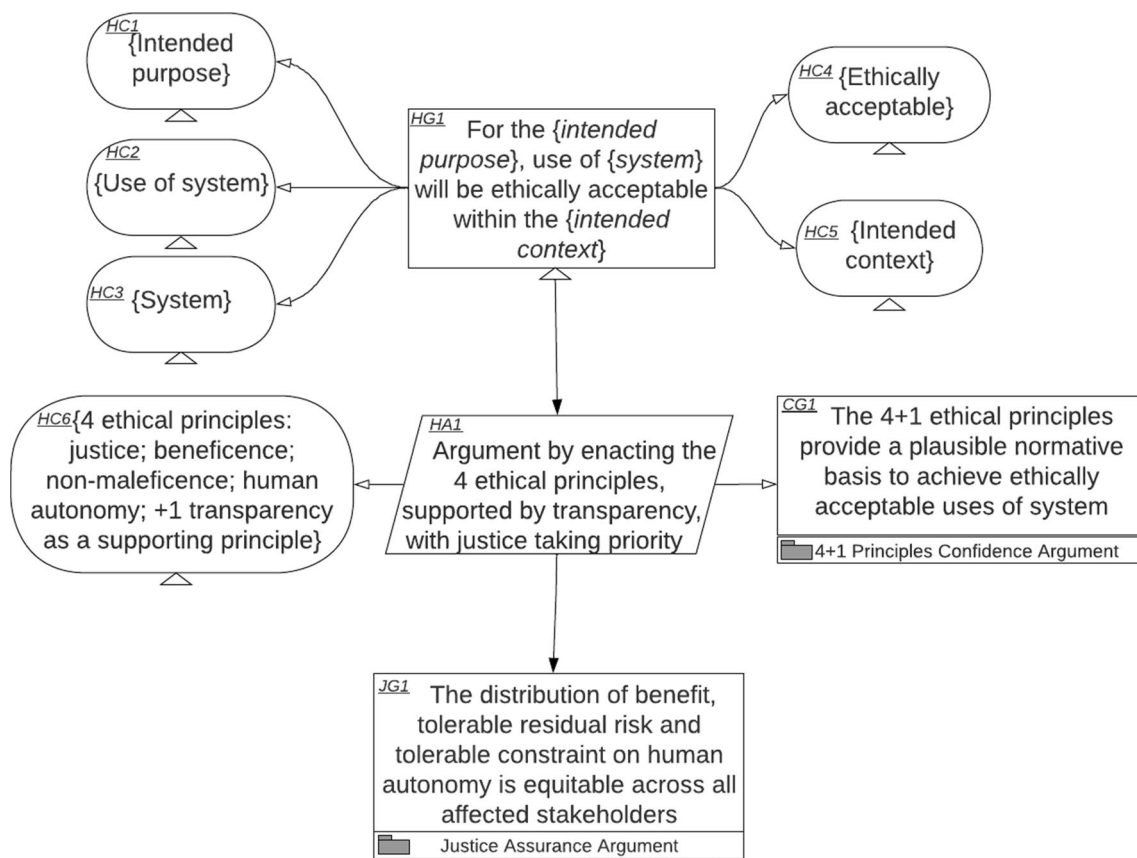 HC1
{Intended
purpose}
HC2
{Use of system}
HC3 {System}
HG1
For the {intended
purpose}, use of {system}
will be ethically acceptable
within the {intended
context}
HC4 {Ethically
acceptable}
HC5 {Intended
context}
HC6 {4 ethical principles:
justice; beneficence;
non-maleficence; human
autonomy; +1 transparency
as a supporting principle}
HA1
Argument by enacting the
4 ethical principles,
supported by transparency,
with justice taking priority
CG1
The 4+1 ethical principles
provide a plausible normative
basis to achieve ethically
acceptable uses of system
4+1 Principles Confidence Argument
JG1 The distribution of benefit,
tolerable residual risk and
tolerable constraint on human
autonomy is equitable across all
affected stakeholders
Justice Assurance Argument